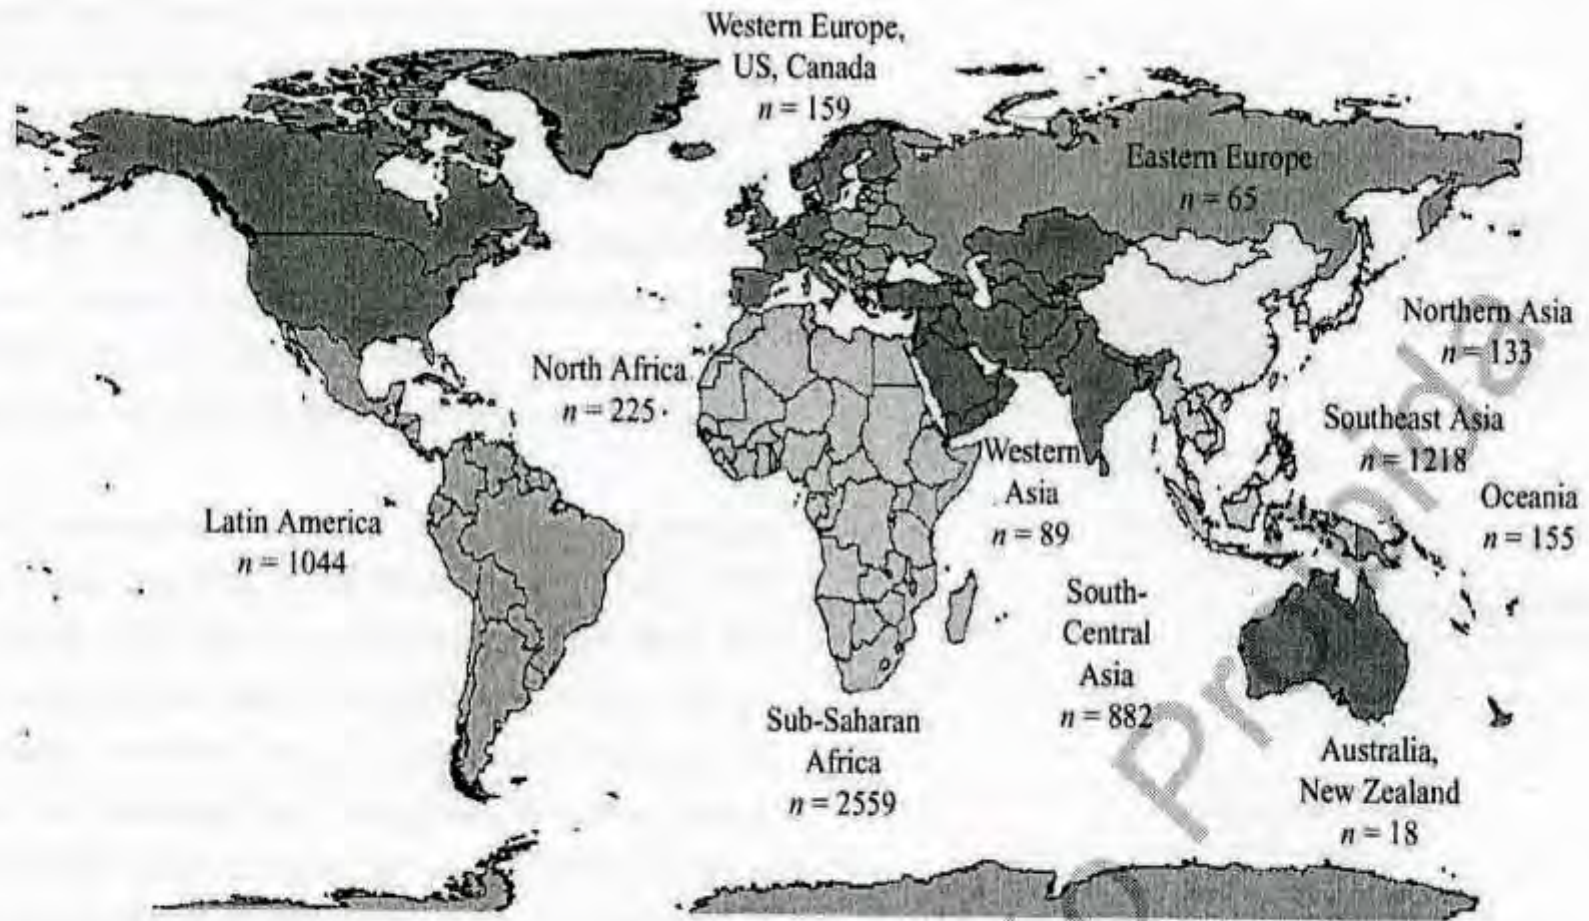 Western Europe,
US, Canada
n = 159
Eastern Europe
n = 65
Northern Asia
n = 133
North Africa
n = 225
Southeast Asia
n = 1218
Western
Asia
n = 89
Oceania
n = 155
Latin America
n = 1044
South-
Central
Asia
n = 882
Sub-Saharan
Africa
n = 2559
Australia,
New Zealand
n = 18